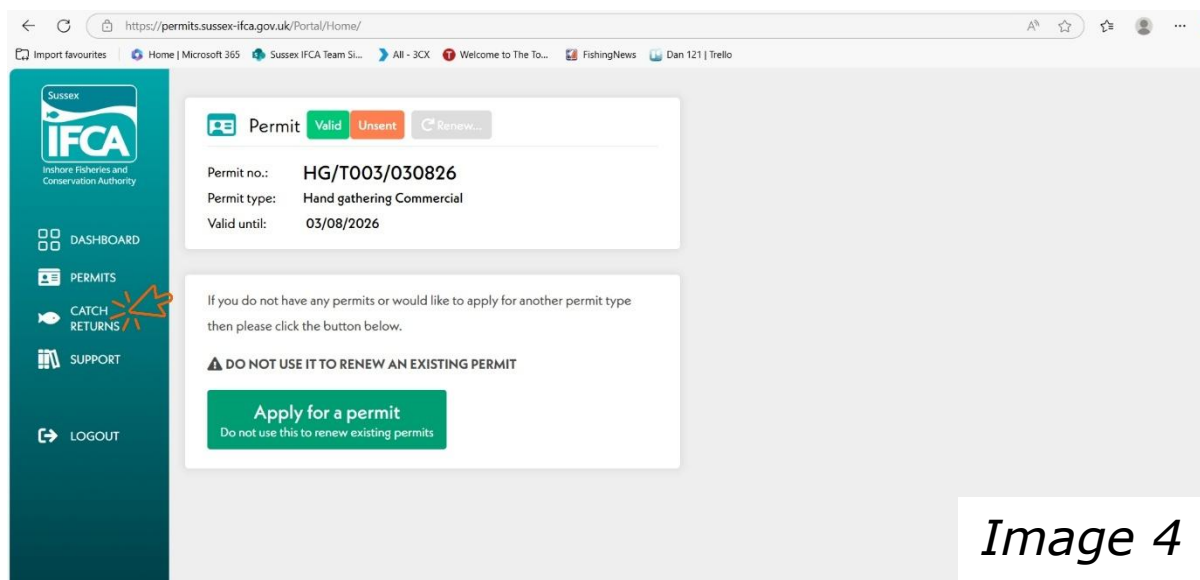 https://permits.sussex-ifca.gov.uk/Portal/Home/
Import favourites
Home | Microsoft 365
Sussex IFCA Team Si...
All - 3CX
Welcome to The To...
FishingNews
Dan 121 | Trello
Sussex
IFCA
Inshore Fisheries and
Conservation Authority
DASHBOARD
PERMITS
CATCH
RETURNS
SUPPORT
LOGOUT
Permit Valid Unsent Renew...
Permit no.: HG/T003/030826
Permit type: Hand gathering Commercial
Valid until: 03/08/2026
If you do not have any permits or would like to apply for another permit type
then please click the button below.
DO NOT USE IT TO RENEW AN EXISTING PERMIT
Apply for a permit
Do not use this to renew existing permits
Image 4